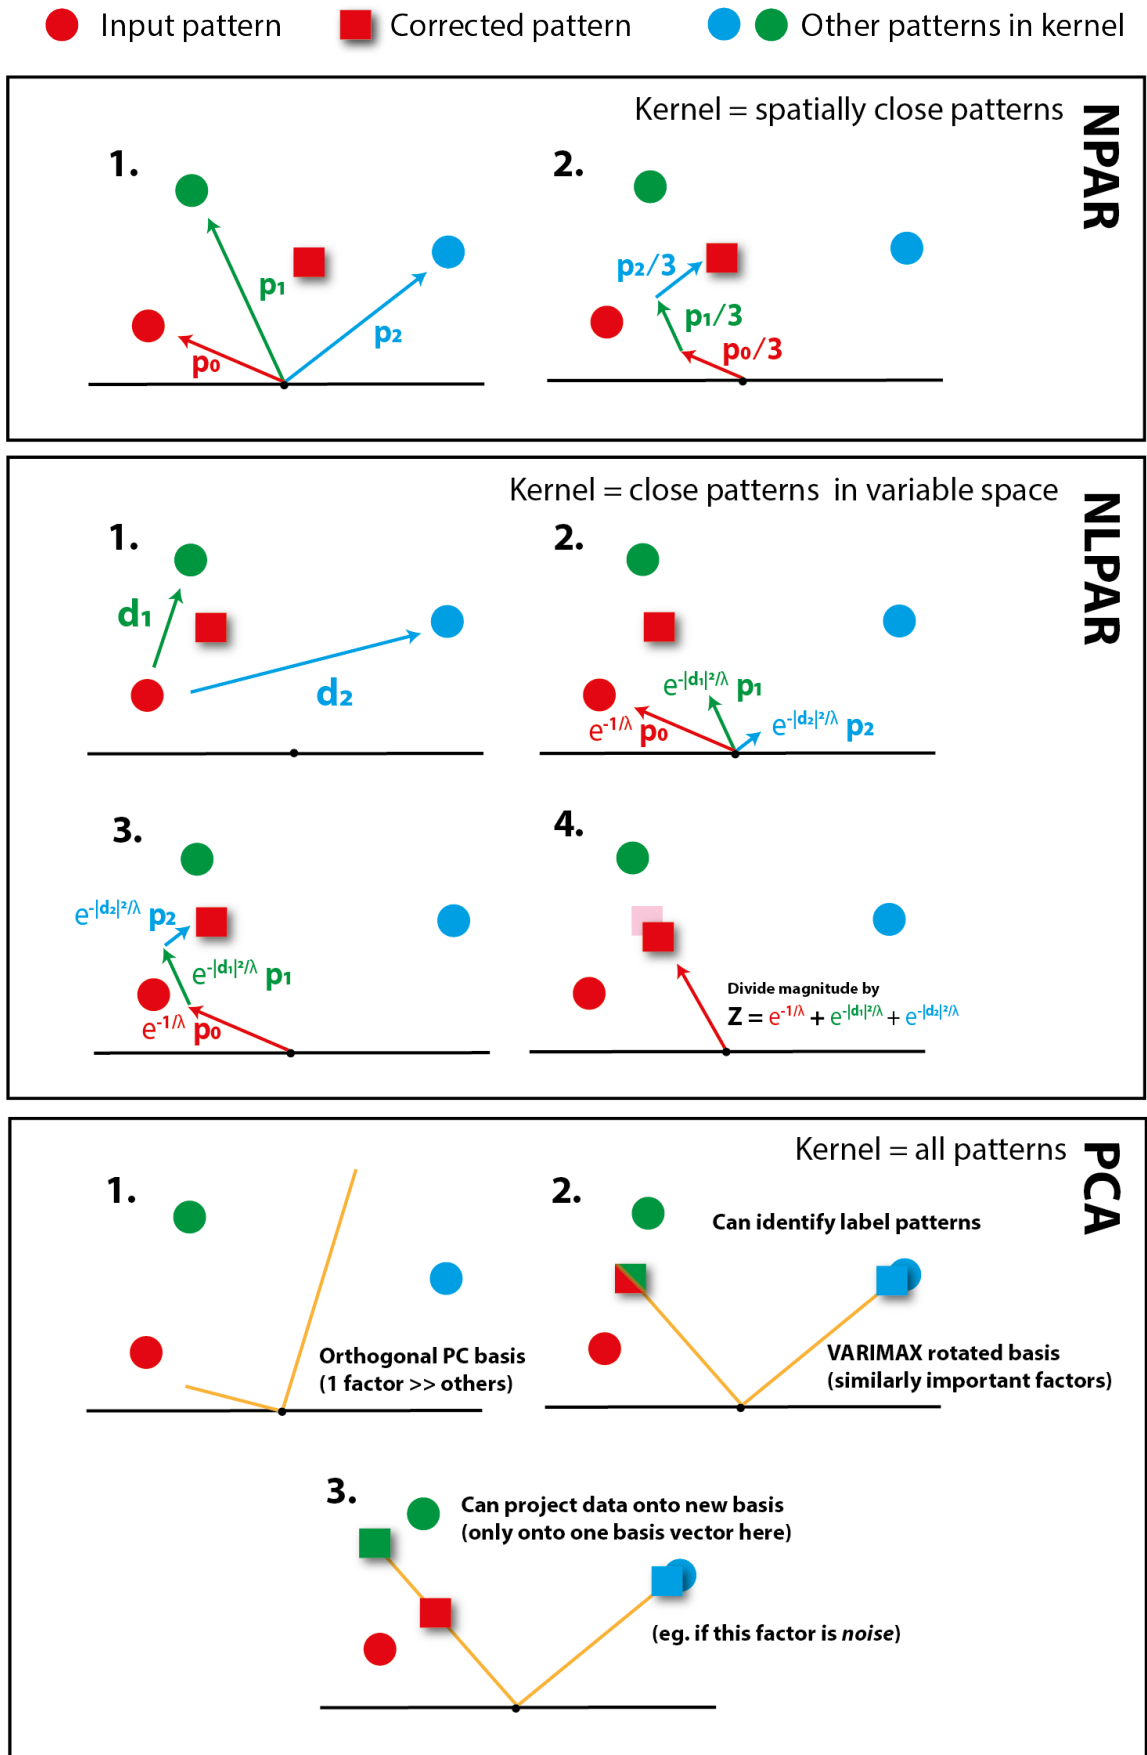 Input pattern
Corrected pattern
Other patterns in kernel
Kernel = spatially close patterns
NPAR
1.
p₁
p₀
p₂
2.
p₂/3
p₁/3
p₀/3
Kernel = close patterns in variable space
NLPAR
1.
d₁
d₂
2.
e^-|d₁|²/λ p₁
e^-1/λ p₀
e^-|d₂|²/λ p₂
3.
e^-|d₂|²/λ p₂
e^-|d₁|²/λ p₁
e^-1/λ p₀
4.
Divide magnitude by
Z = e^-1/λ + e^-|d₁|²/λ + e^-|d₂|²/λ
Kernel = all patterns
PCA
1.
Orthogonal PC basis
(1 factor >> others)
2.
Can identify label patterns
VARIMAX rotated basis
(similarly important factors)
3.
Can project data onto new basis
(only onto one basis vector here)
(eg. if this factor is noise)